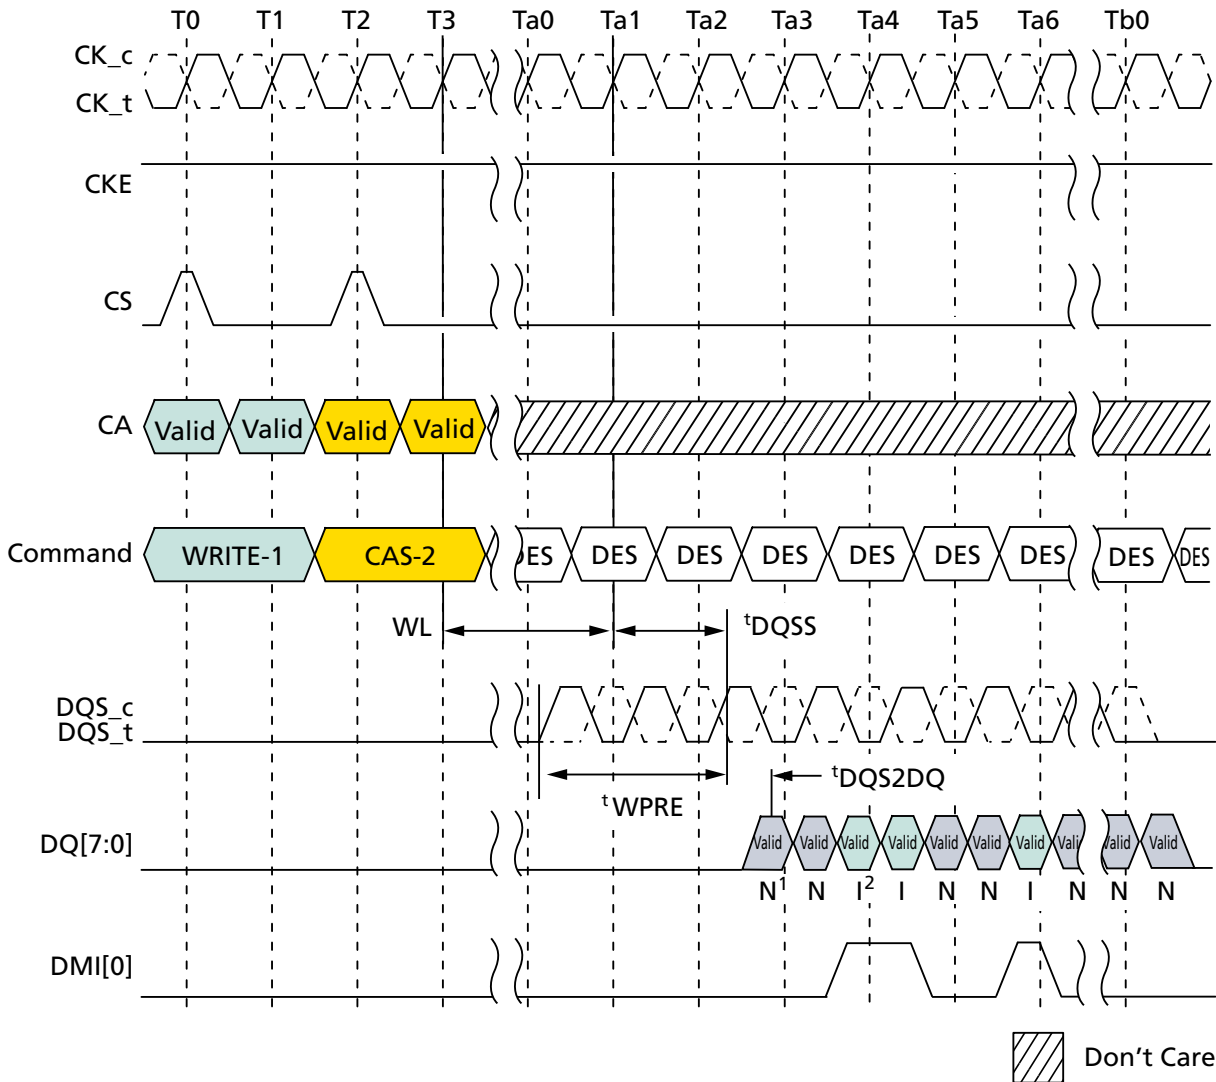 T0 T1 T2 T3 Ta0 Ta1 Ta2 Ta3 Ta4 Ta5 Ta6 Tb0
CK_c
CK_t
CKE
CS
CA Valid Valid Valid Valid
Command WRITE-1 CAS-2 DES DES DES DES DES DES DES DES DES
WL tDQSS
DQS_c
DQS_t
tDQS2DQ
tWPRE
DQ[7:0] Valid Valid Valid Valid Valid Valid Valid Valid Valid Valid
N1 N I2 I N N I N N N
DMI[0]
Don't Care